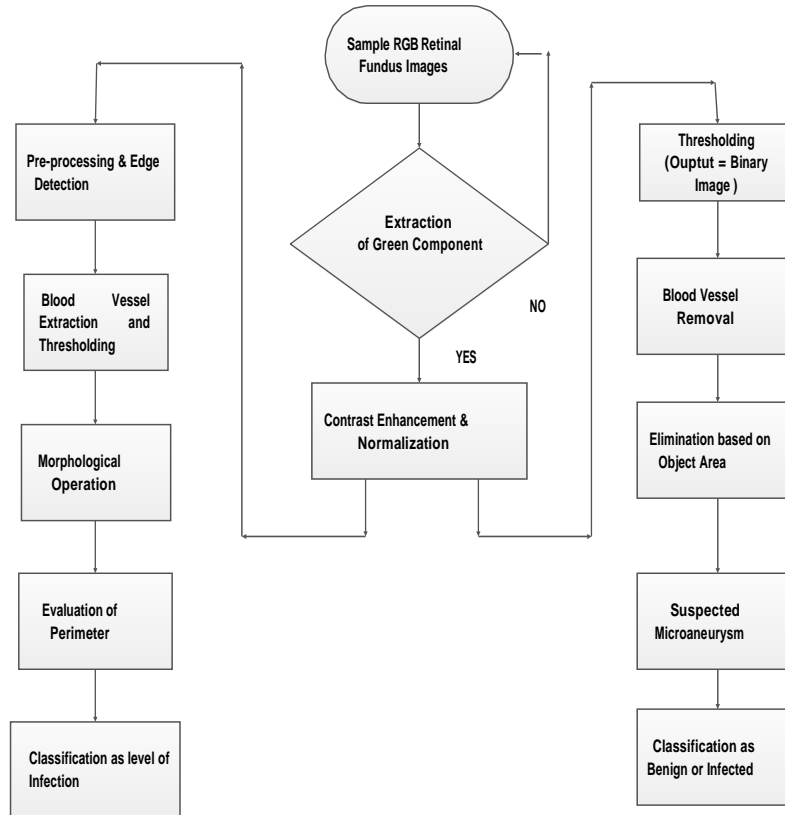 Sample RGB Retinal
Fundus Images
Extraction
of Green Component
NO
YES
Contrast Enhancement &
Normalization
Pre-processing & Edge
Detection
Blood Vessel
Extraction and
Thresholding
Morphological
Operation
Evaluation of
Perimeter
Classification as level of
Infection
Thresholding
(Ouptut = Binary
Image )
Blood Vessel
Removal
Elimination based on
Object Area
Suspected
Microaneurysm
Classification as
Benign or Infected